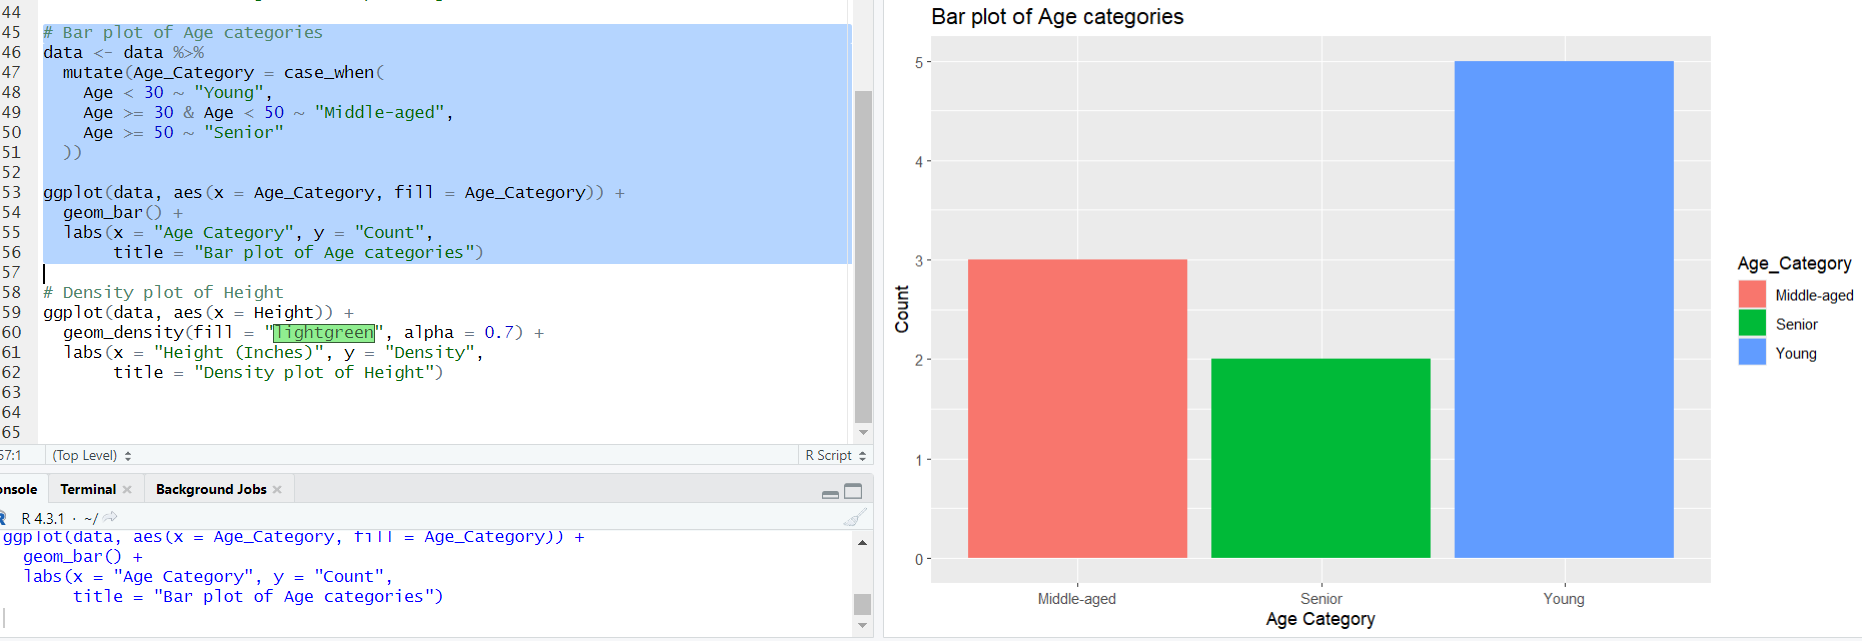 44
45 # Bar plot of Age categories
46 data <- data %>%
47 mutate(Age_Category = case_when(
48 Age < 30 ~ "Young",
49 Age >= 30 & Age < 50 ~ "Middle-aged",
50 Age >= 50 ~ "Senior"
51 ))
52
53 ggplot(data, aes(x = Age_Category, fill = Age_Category)) +
54 geom_bar() +
55 labs(x = "Age Category", y = "Count",
56 title = "Bar plot of Age categories")
57
58 # Density plot of Height
59 ggplot(data, aes(x = Height)) +
60 geom_density(fill = "lightgreen", alpha = 0.7) +
61 labs(x = "Height (Inches)", y = "Density",
62 title = "Density plot of Height")
63
64
65
57:1 (Top Level) R Script
onsole Terminal Background Jobs
R 4.3.1 · ~/
ggplot(data, aes(x = Age_Category, fill = Age_Category)) +
geom_bar() +
labs(x = "Age Category", y = "Count",
title = "Bar plot of Age categories")
Bar plot of Age categories
5
4
3
2
1
0
Count
Middle-aged Senior Young
Age Category
Age_Category
Middle-aged
Senior
Young